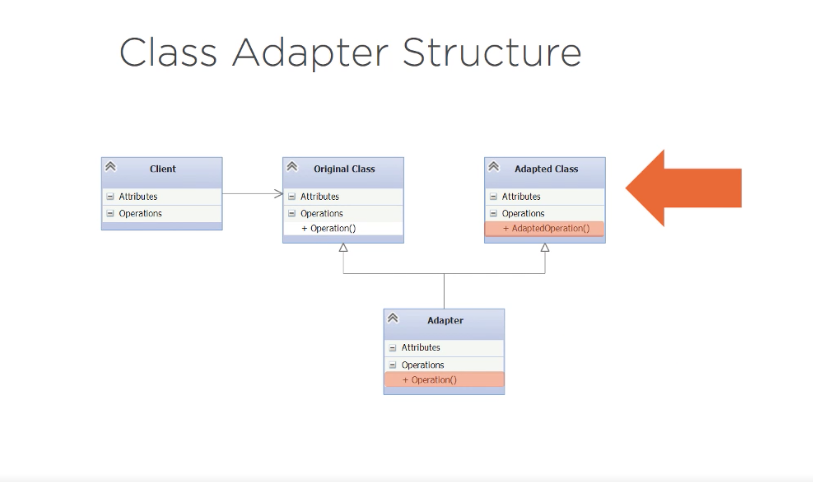 Class Adapter Structure
Client
Attributes
Operations
Original Class
Attributes
Operations
+ Operation()
Adapted Class
Attributes
Operations
+ AdaptedOperation()
Adapter
Attributes
Operations
+ Operation()